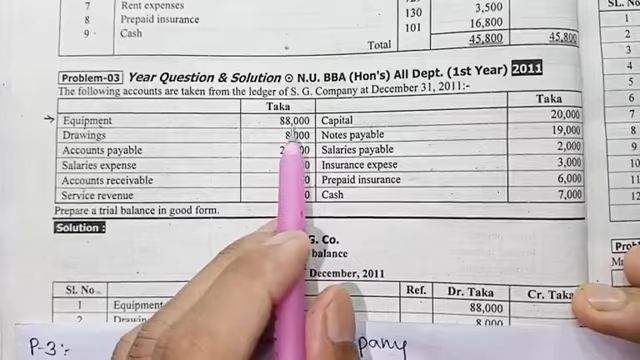 SL. No
7 Rent expenses 3,500
8 Prepaid insurance 130 16,800
9 Cash 101
Total 45,800 45,800
Problem-03 Year Question & Solution ⊙ N.U. BBA (Hon's) All Dept. (1st Year) 2011
The following accounts are taken from the ledger of S. G. Company at December 31, 2011:-
Taka Taka
→ Equipment 88,000 Capital 20,000
Drawings 8,000 Notes payable 19,000
Accounts payable Salaries payable 2,000
Salaries expense Insurance expese 3,000
Accounts receivable Prepaid insurance 6,000
Service revenue Cash 7,000
Prepare a trial balance in good form.
Solution :
G. Co.
balance
December, 2011
Sl. No Ref. Dr. Taka Cr. Taka
1 Equipment 88,000
2 Drawin 8,000
P-3:- pany
1
2
3
4
5
6
7
8
9
10
11
12
Prob